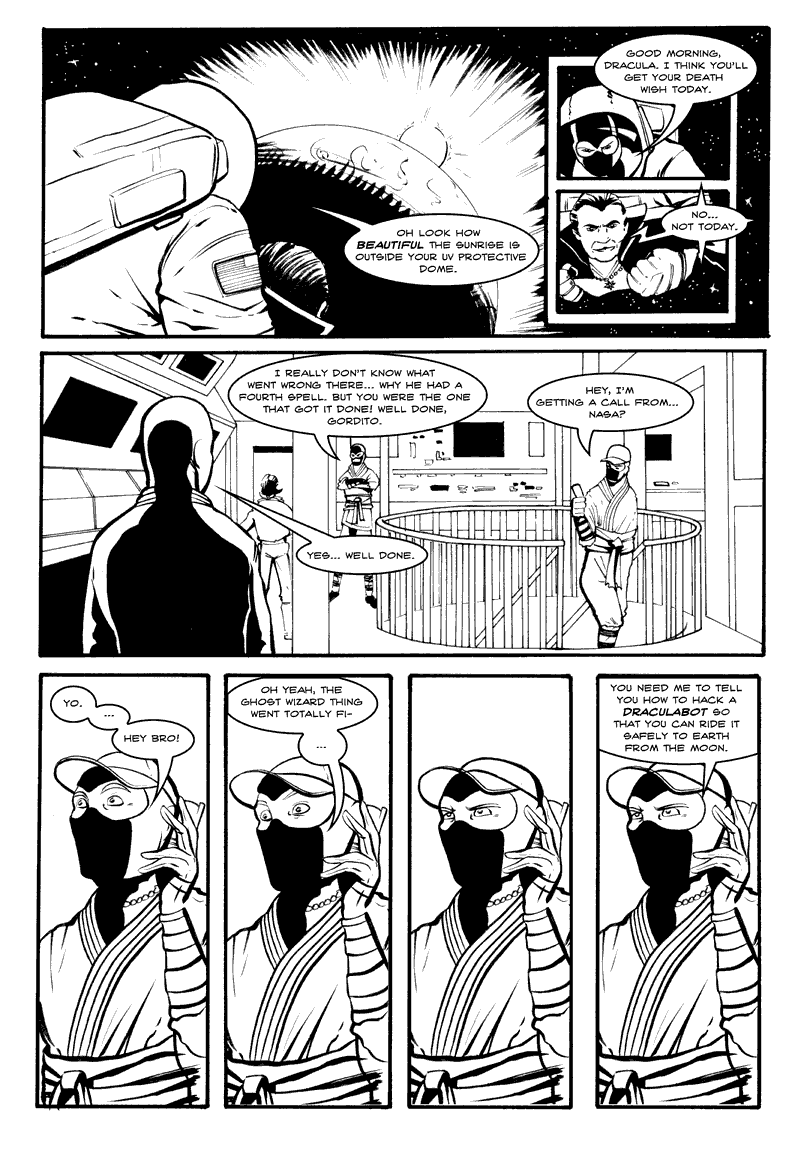 GOOD MORNING,
DRACULA. I THINK YOU'LL
GET YOUR DEATH
WISH TODAY.
OH LOOK HOW
BEAUTIFUL THE SUNRISE IS
OUTSIDE YOUR UV PROTECTIVE
DOME.
NO...
NOT TODAY.
I REALLY DON'T KNOW WHAT
WENT WRONG THERE... WHY HE HAD A
FOURTH SPELL. BUT YOU WERE THE ONE
THAT GOT IT DONE! WELL DONE,
GORDITO.
YES... WELL DONE.
HEY, I'M
GETTING A CALL FROM...
NASA?
YO.
...
HEY BRO!
OH YEAH, THE
GHOST WIZARD THING
WENT TOTALLY FI-
...
YOU NEED ME TO TELL
YOU HOW TO HACK A
DRACULABOT SO
THAT YOU CAN RIDE IT
SAFELY TO EARTH
FROM THE MOON.